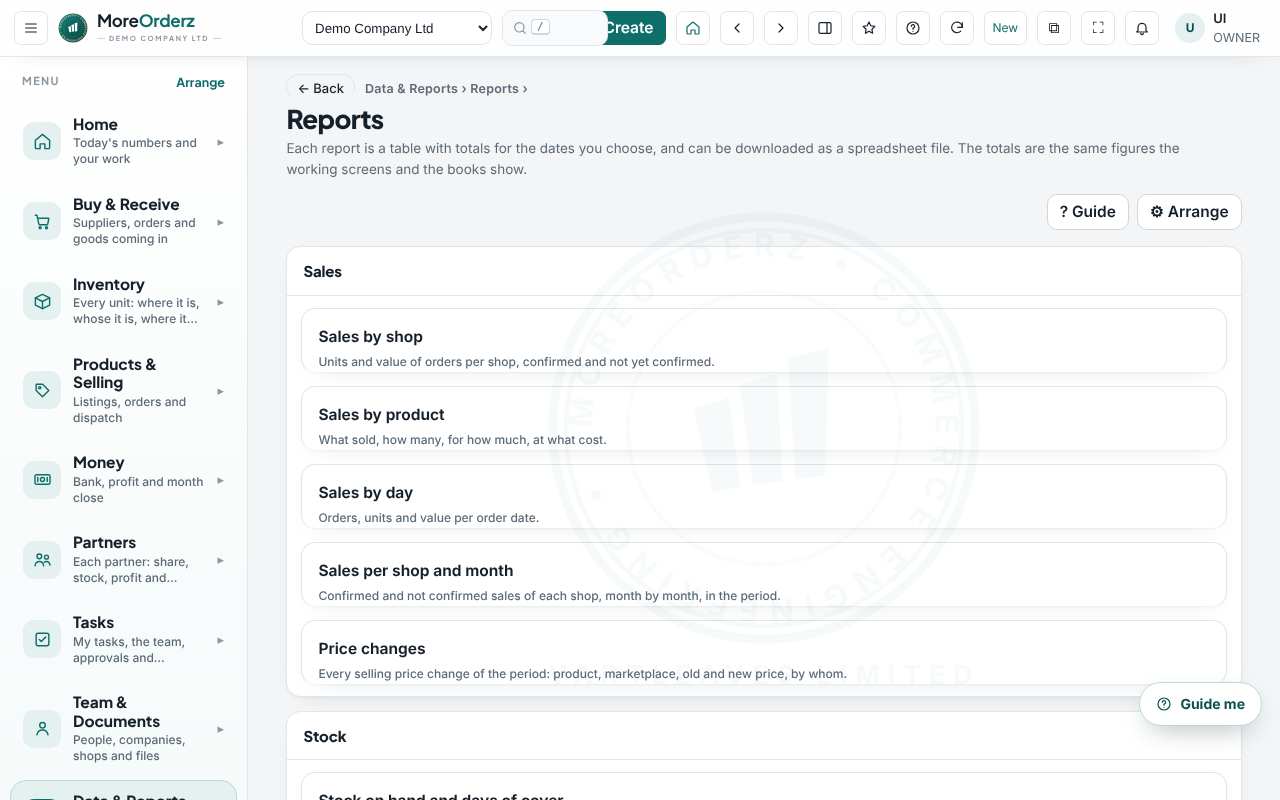 MoreOrderz
— DEMO COMPANY LTD —
Demo Company Ltd
/
Create
New
U
UI
OWNER
MENU
Arrange
Home
Today's numbers and
your work
Buy & Receive
Suppliers, orders and
goods coming in
Inventory
Every unit: where it is,
whose it is, where it...
Products &
Selling
Listings, orders and
dispatch
Money
Bank, profit and month
close
Partners
Each partner: share,
stock, profit and...
Tasks
My tasks, the team,
approvals and...
Team &
Documents
People, companies,
shops and files
Data & Reports
← Back
Data & Reports › Reports ›
Reports
Each report is a table with totals for the dates you choose, and can be downloaded as a spreadsheet file. The totals are the same figures the
working screens and the books show.
? Guide
⚙ Arrange
Sales
Sales by shop
Units and value of orders per shop, confirmed and not yet confirmed.
Sales by product
What sold, how many, for how much, at what cost.
Sales by day
Orders, units and value per order date.
Sales per shop and month
Confirmed and not confirmed sales of each shop, month by month, in the period.
Price changes
Every selling price change of the period: product, marketplace, old and new price, by whom.
MOREORDERZ • COMMERCE ENGINEERING •
LIMITED
Guide me
Stock
Stock on hand and days of cover